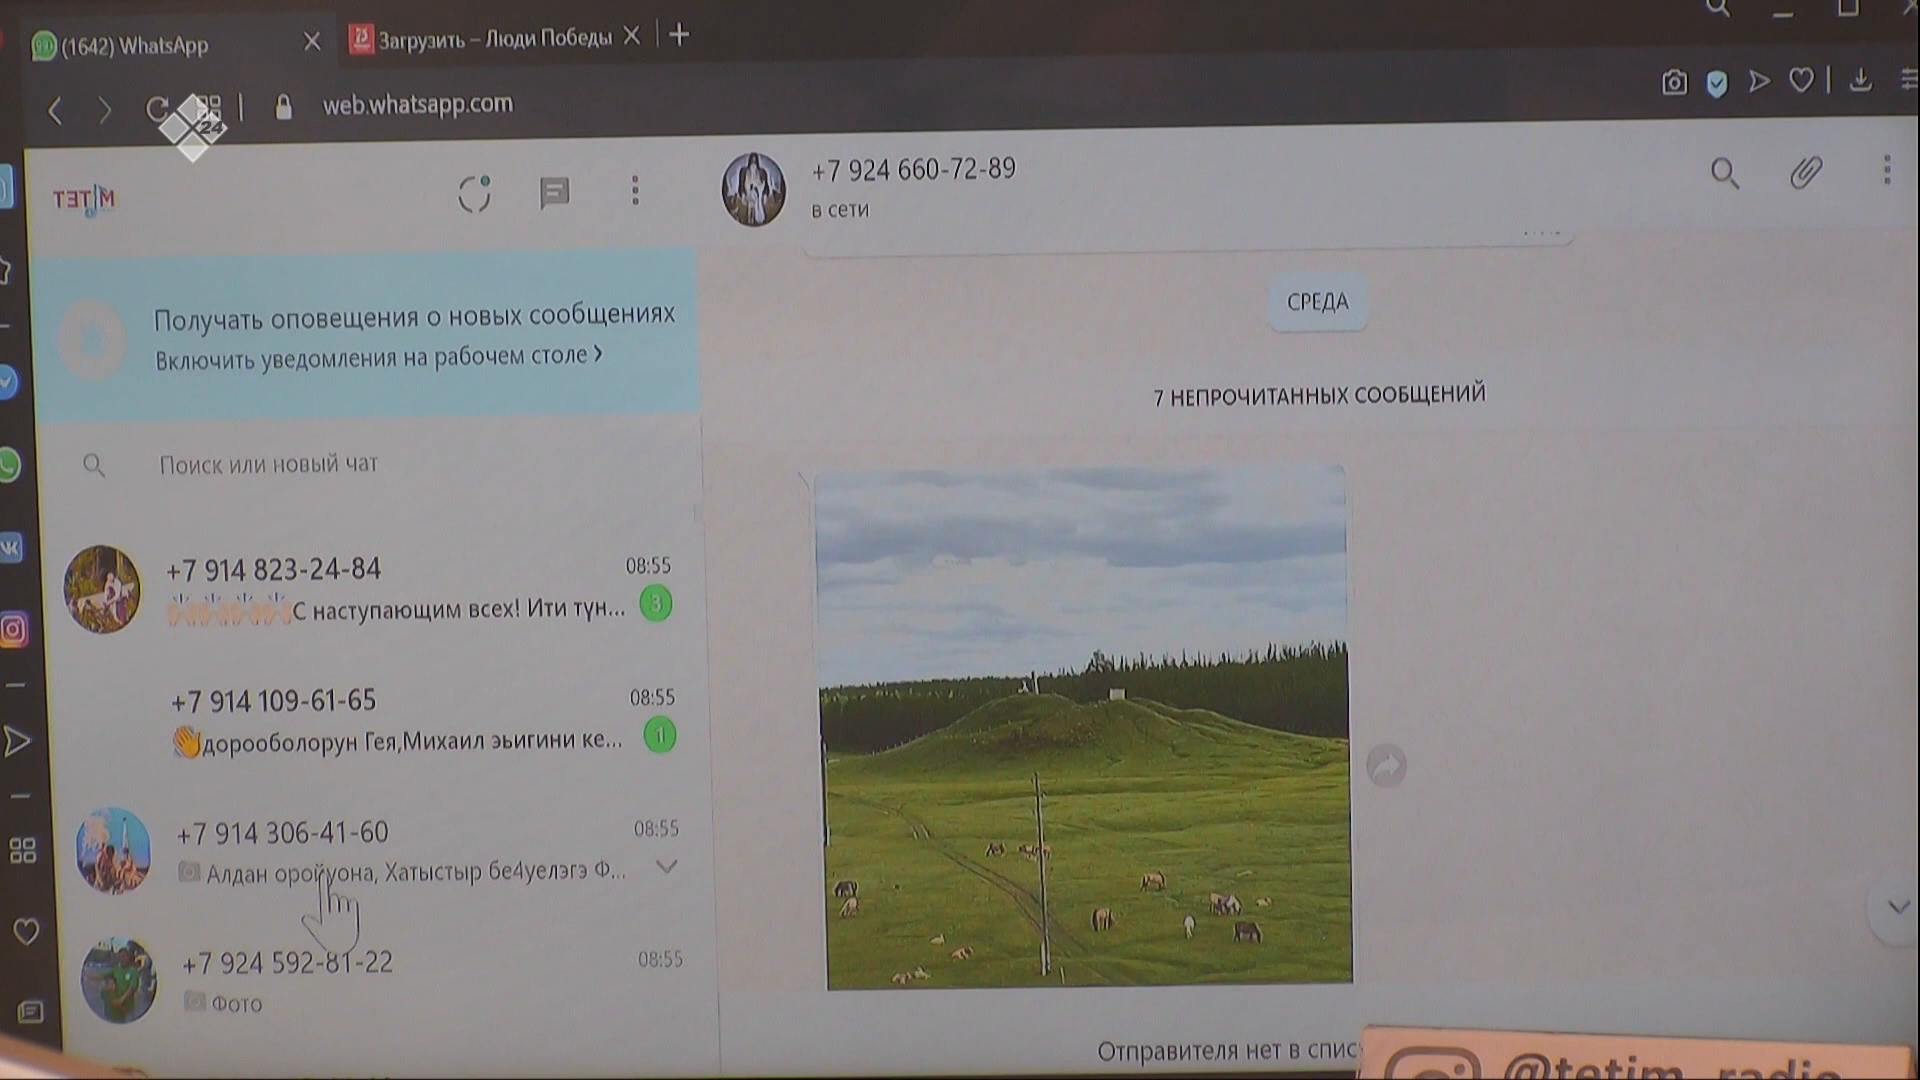 (1642) WhatsApp
Загрузить – Люди Победы
web.whatsapp.com
24
ТЭТІМ
+7 924 660-72-89
в сети
Получать оповещения о новых сообщениях
Включить уведомления на рабочем столе
СРЕДА
7 НЕПРОЧИТАННЫХ СООБЩЕНИЙ
Поиск или новый чат
+7 914 823-24-84
08:55
С наступающим всех! Ити түн...
3
+7 914 109-61-65
08:55
дорооболорун Гея,Михаил эьигини ке...
1
+7 914 306-41-60
08:55
Алдан оройуона, Хатыстыр бе4уелэгэ Ф...
+7 924 592-81-22
08:55
Фото
Отправителя нет в спис
@tetim_radio